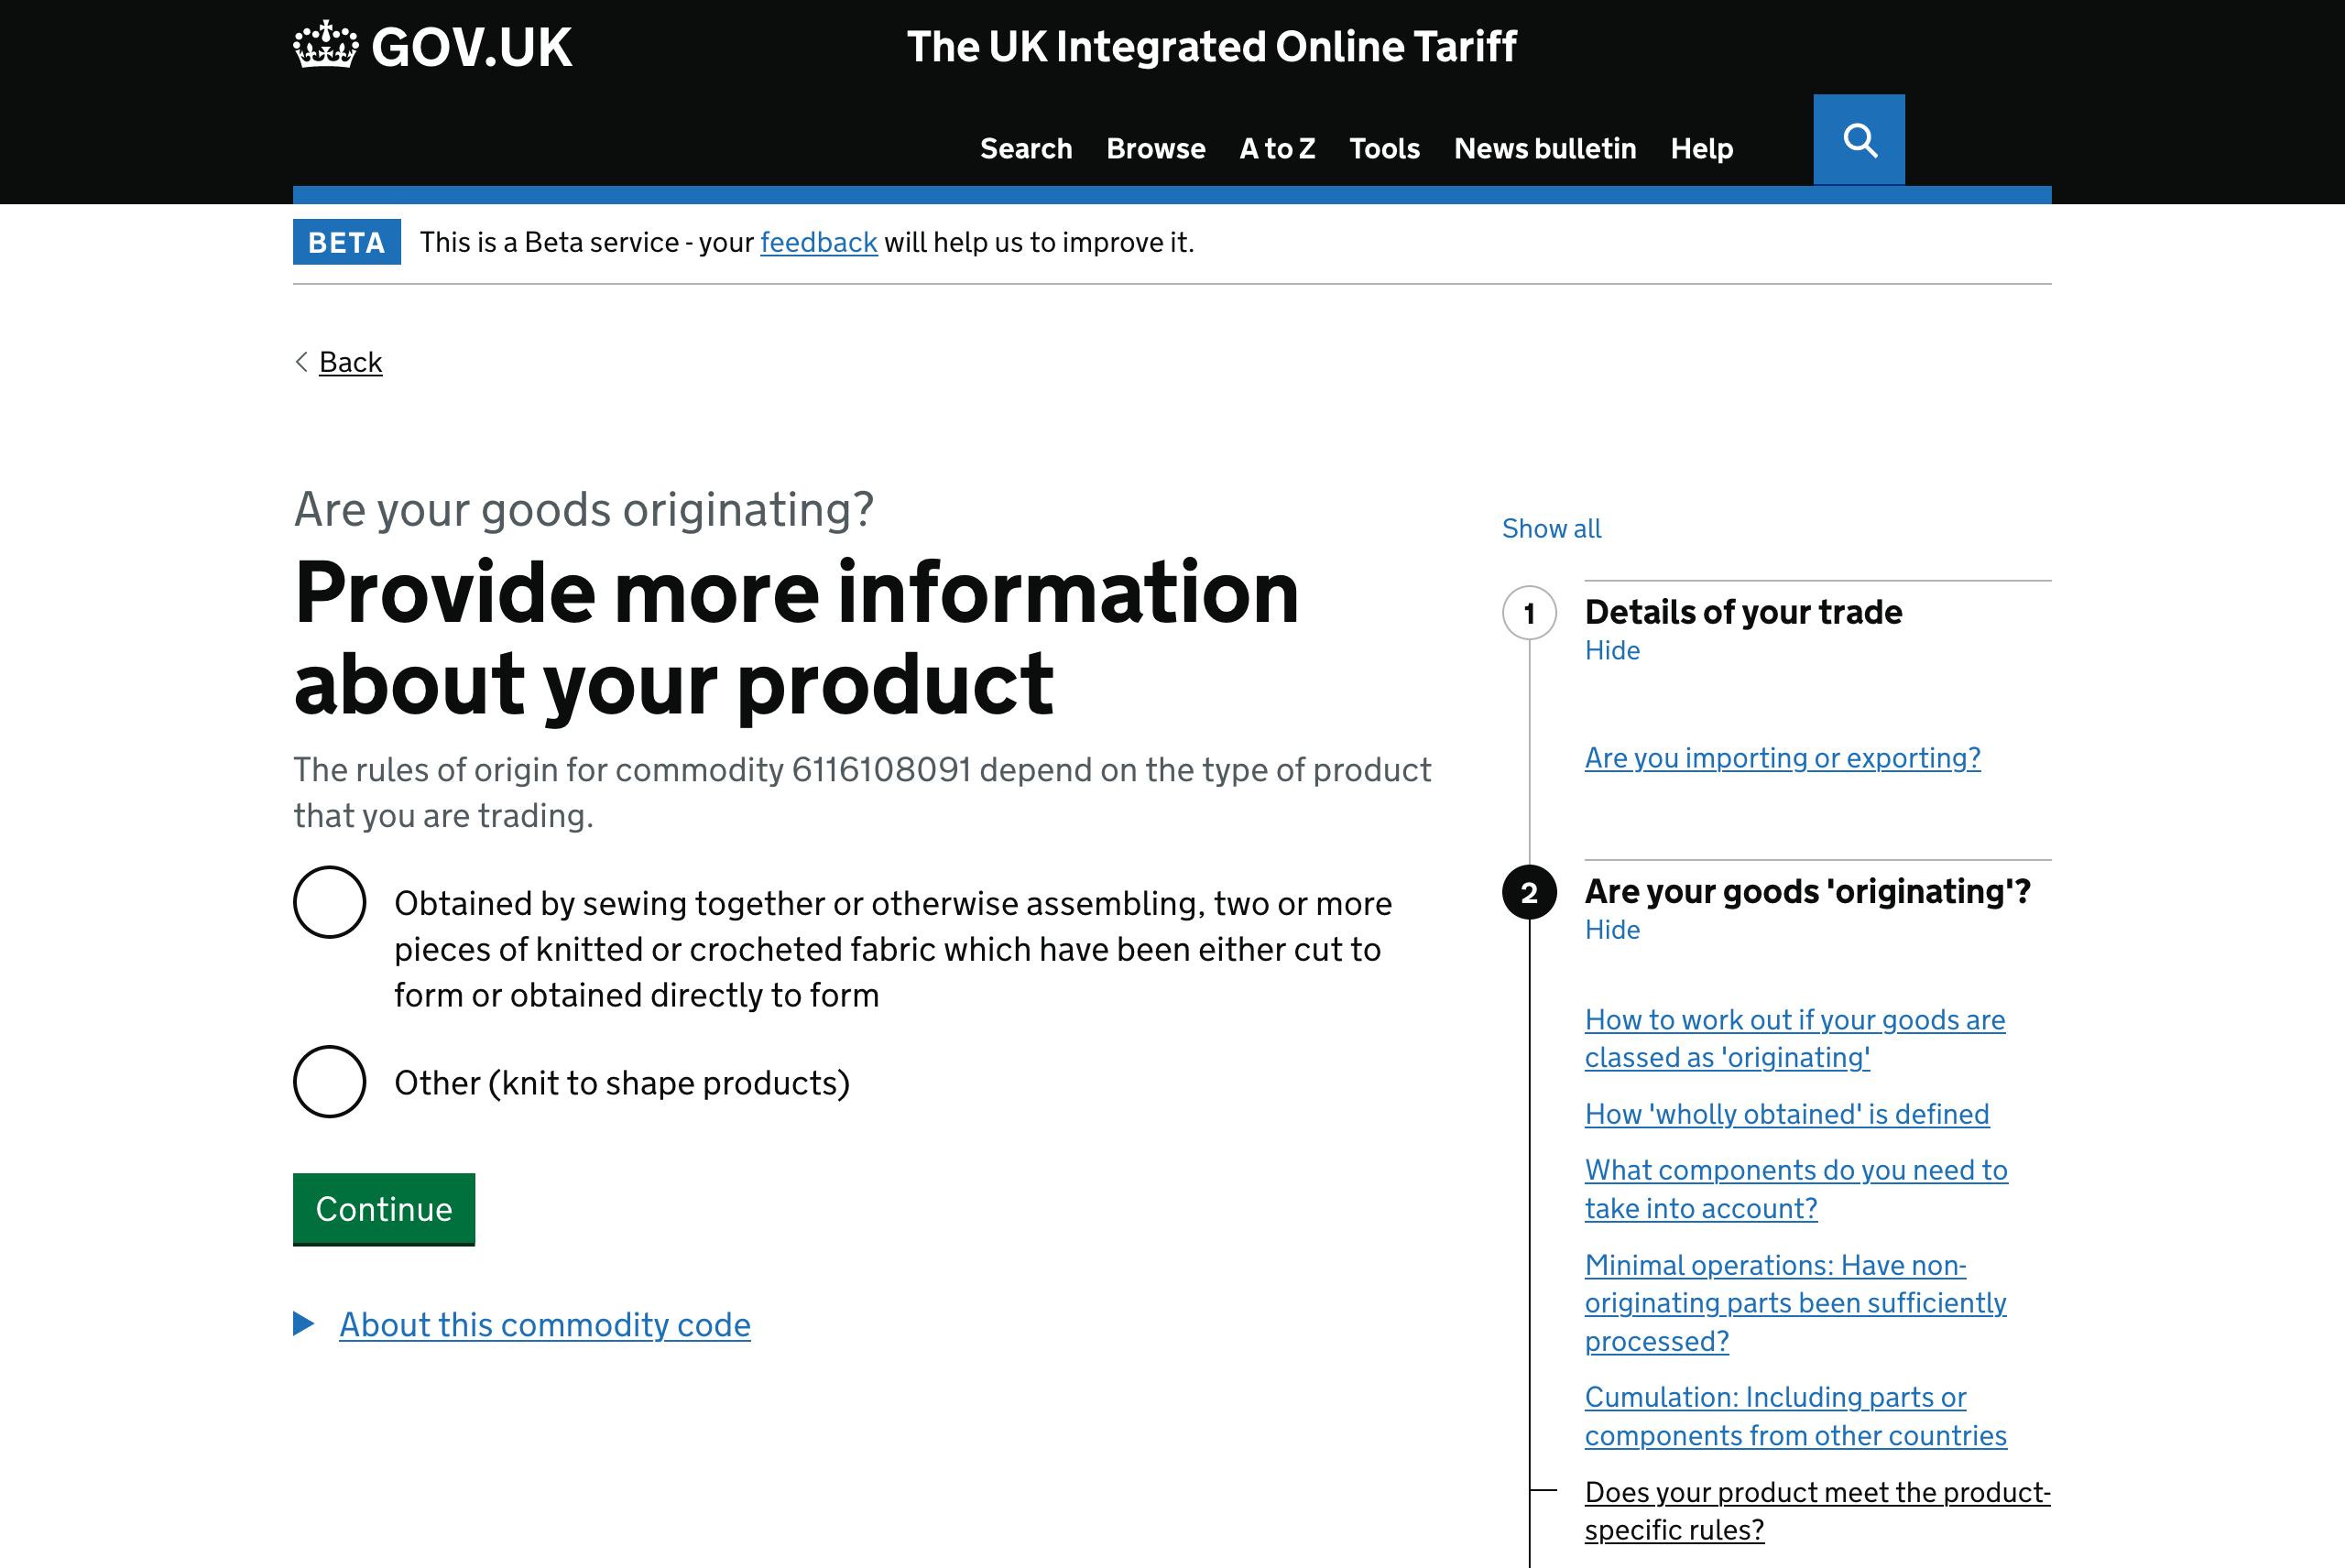 GOV.UK
The UK Integrated Online Tariff
Search Browse A to Z Tools News bulletin Help
BETA This is a Beta service - your feedback will help us to improve it.
Back
Are your goods originating?
Provide more information
about your product
The rules of origin for commodity 6116108091 depend on the type of product
that you are trading.
Obtained by sewing together or otherwise assembling, two or more
pieces of knitted or crocheted fabric which have been either cut to
form or obtained directly to form
Other (knit to shape products)
Continue
About this commodity code
Show all
1 Details of your trade
Hide
Are you importing or exporting?
2 Are your goods 'originating'?
Hide
How to work out if your goods are
classed as 'originating'
How 'wholly obtained' is defined
What components do you need to
take into account?
Minimal operations: Have non-
originating parts been sufficiently
processed?
Cumulation: Including parts or
components from other countries
Does your product meet the product-
specific rules?